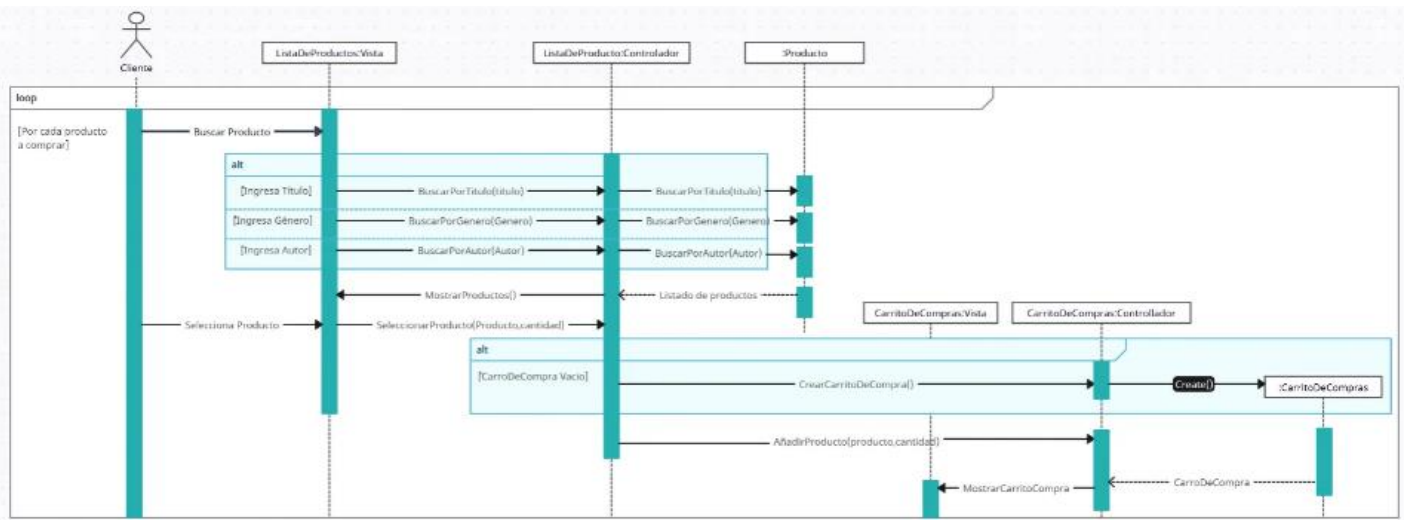 Cliente
ListaDeProductos:Vista
ListaDeProducto:Controlador
:Producto
loop
[Por cada producto
a comprar]
Buscar Producto
alt
[Ingresa Título]
BuscarPorTitulo(titulo)
BuscarPorTitulo(titulo)
[Ingresa Género]
BuscarPorGenero(Genero)
BuscarPorGenero(Genero)
[Ingresa Autor]
BuscarPorAutor(Autor)
BuscarPorAutor(Autor)
MostrarProductos()
Listado de productos
Selecciona Producto
SeleccionarProducto(Producto,cantidad)
CarritoDeCompras:Vista
CarritoDeCompras:Controllador
alt
[CarroDeCompra Vacio]
CrearCarritoDeCompra()
Create()
:CarritoDeCompras
AñadirProducto(producto,cantidad)
MostrarCarritoCompra
CarroDeCompra